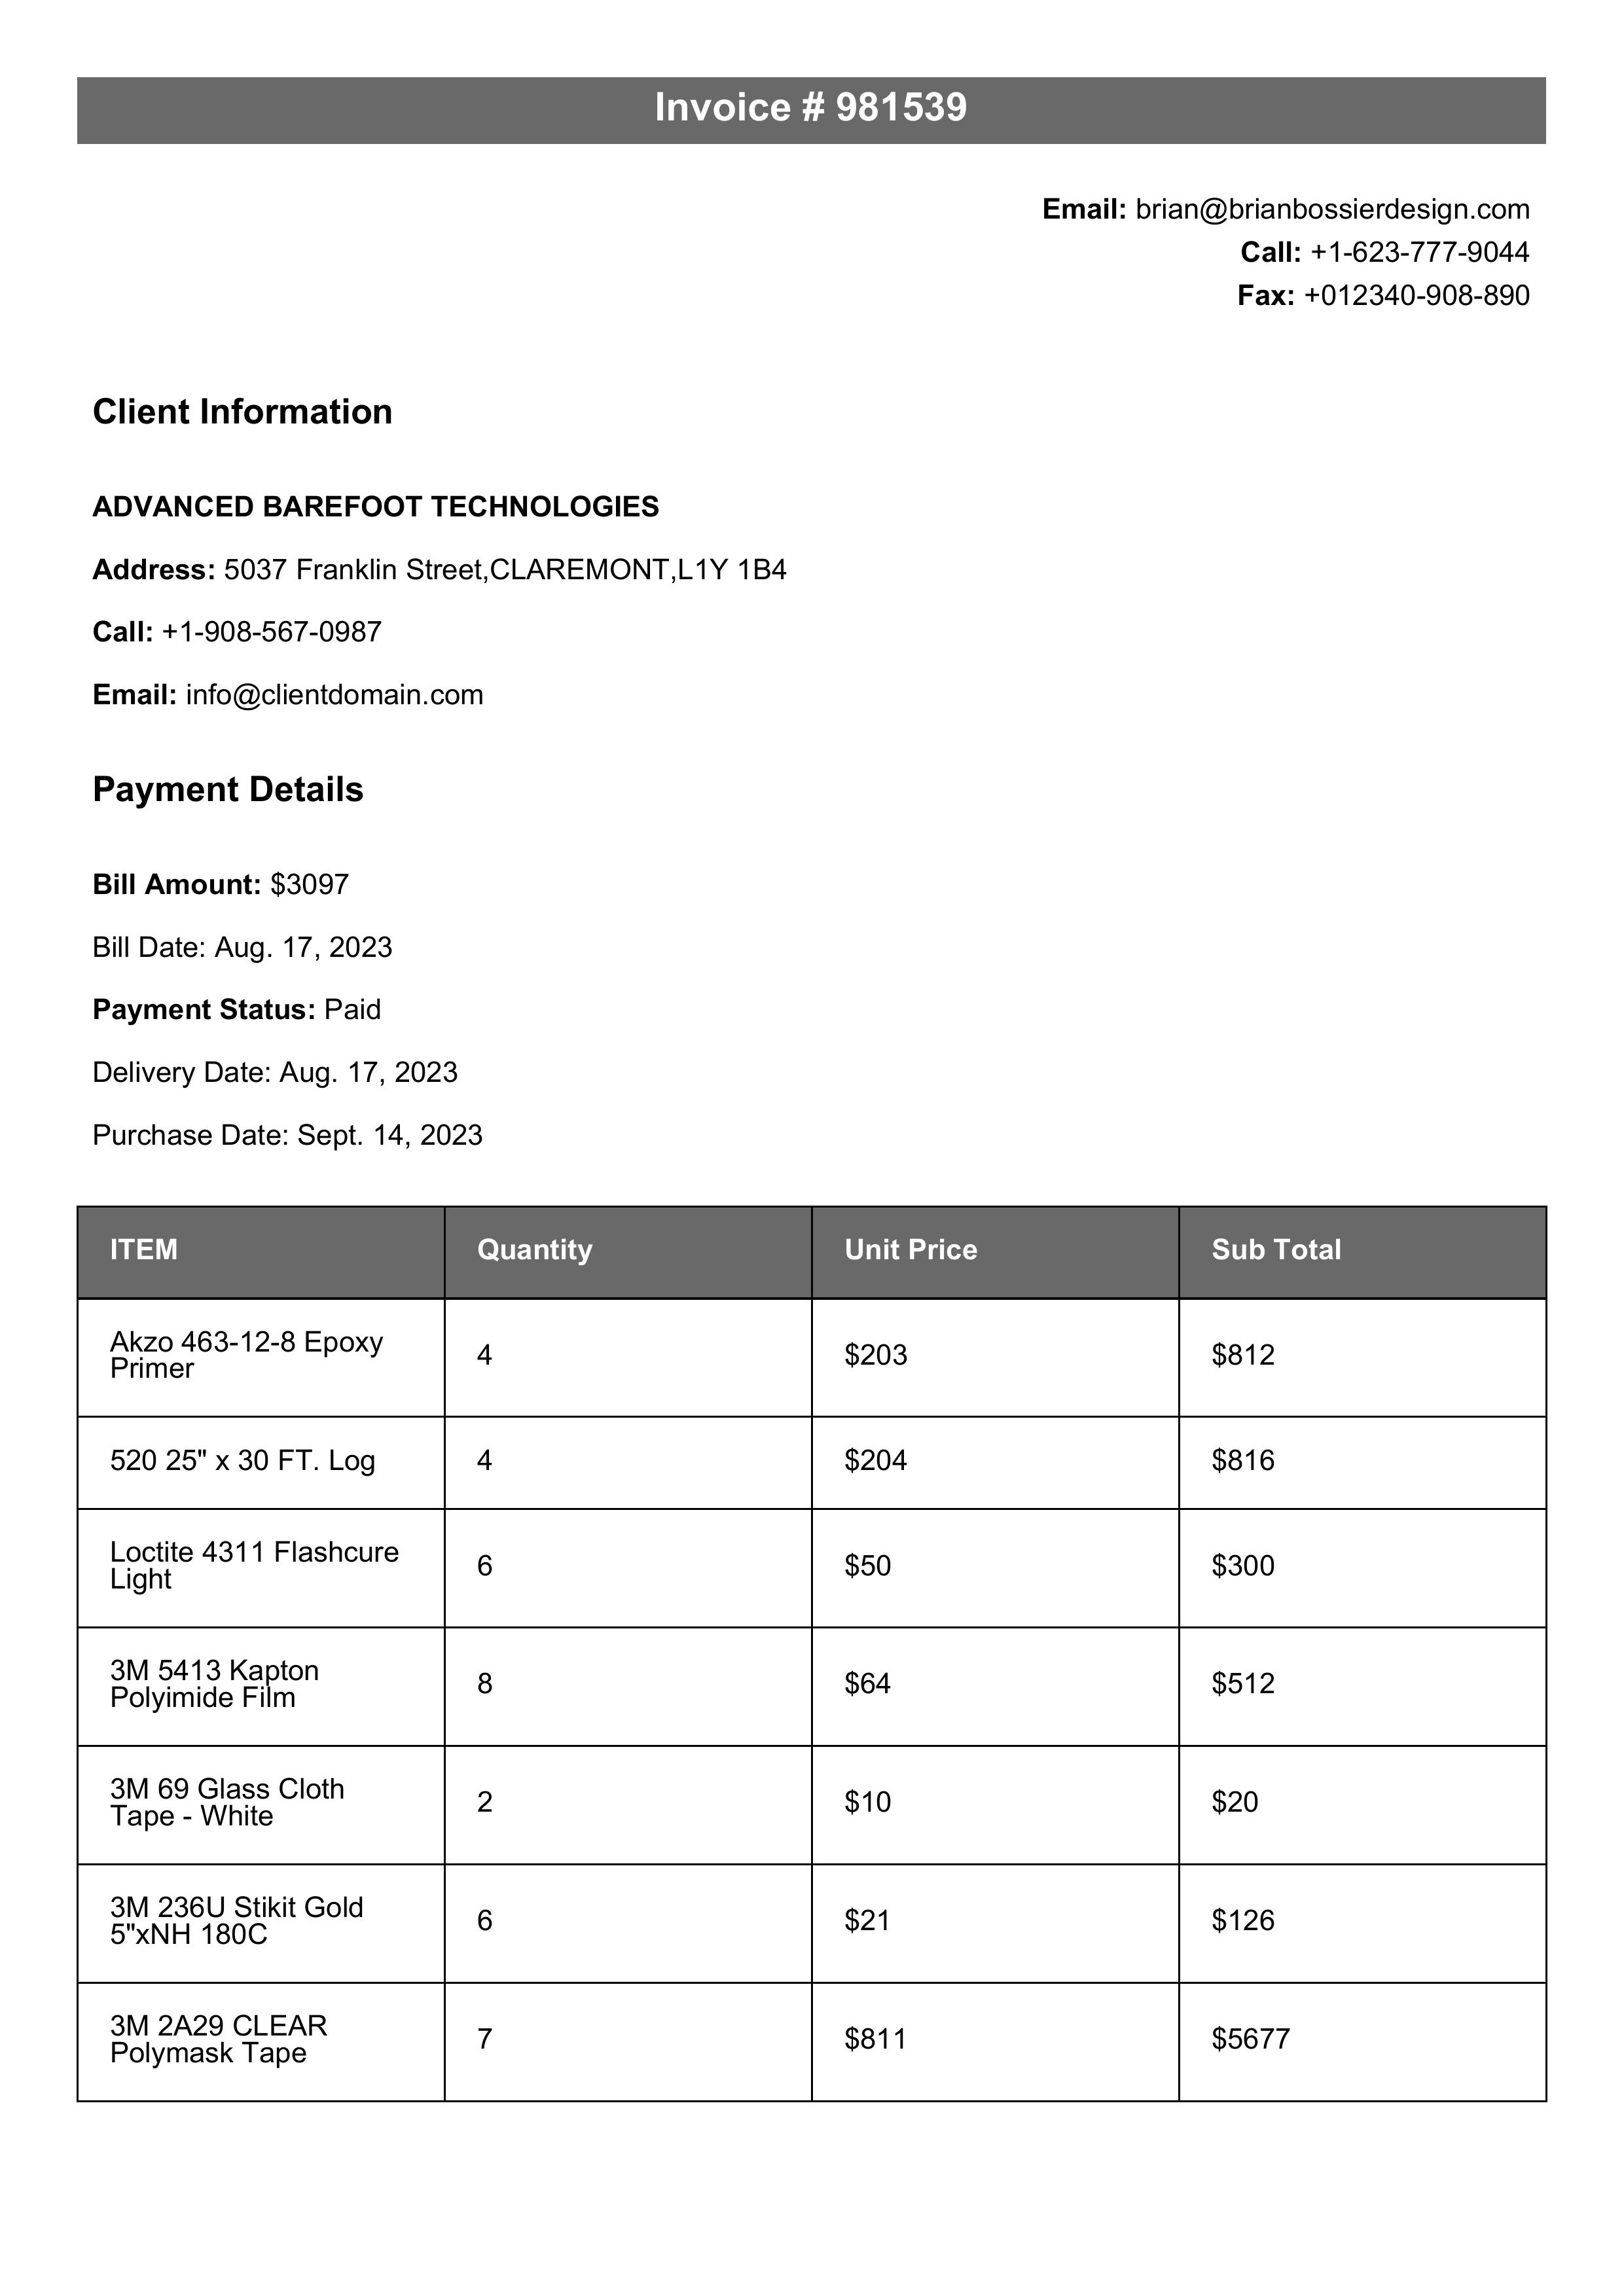 Invoice # 981539
Email: brian@brianbossierdesign.com
Call: +1-623-777-9044
Fax: +012340-908-890
Client Information
ADVANCED BAREFOOT TECHNOLOGIES
Address: 5037 Franklin Street,CLAREMONT,L1Y 1B4
Call: +1-908-567-0987
Email: info@clientdomain.com
Payment Details
Bill Amount: $3097
Bill Date: Aug. 17, 2023
Payment Status: Paid
Delivery Date: Aug. 17, 2023
Purchase Date: Sept. 14, 2023
ITEM Quantity Unit Price Sub Total
Akzo 463-12-8 Epoxy
Primer
4 $203 $812
520 25" x 30 FT. Log 4 $204 $816
Loctite 4311 Flashcure
Light
6 $50 $300
3M 5413 Kapton
Polyimide Film
8 $64 $512
3M 69 Glass Cloth
Tape - White
2 $10 $20
3M 236U Stikit Gold
5"xNH 180C
6 $21 $126
3M 2A29 CLEAR
Polymask Tape
7 $811 $5677